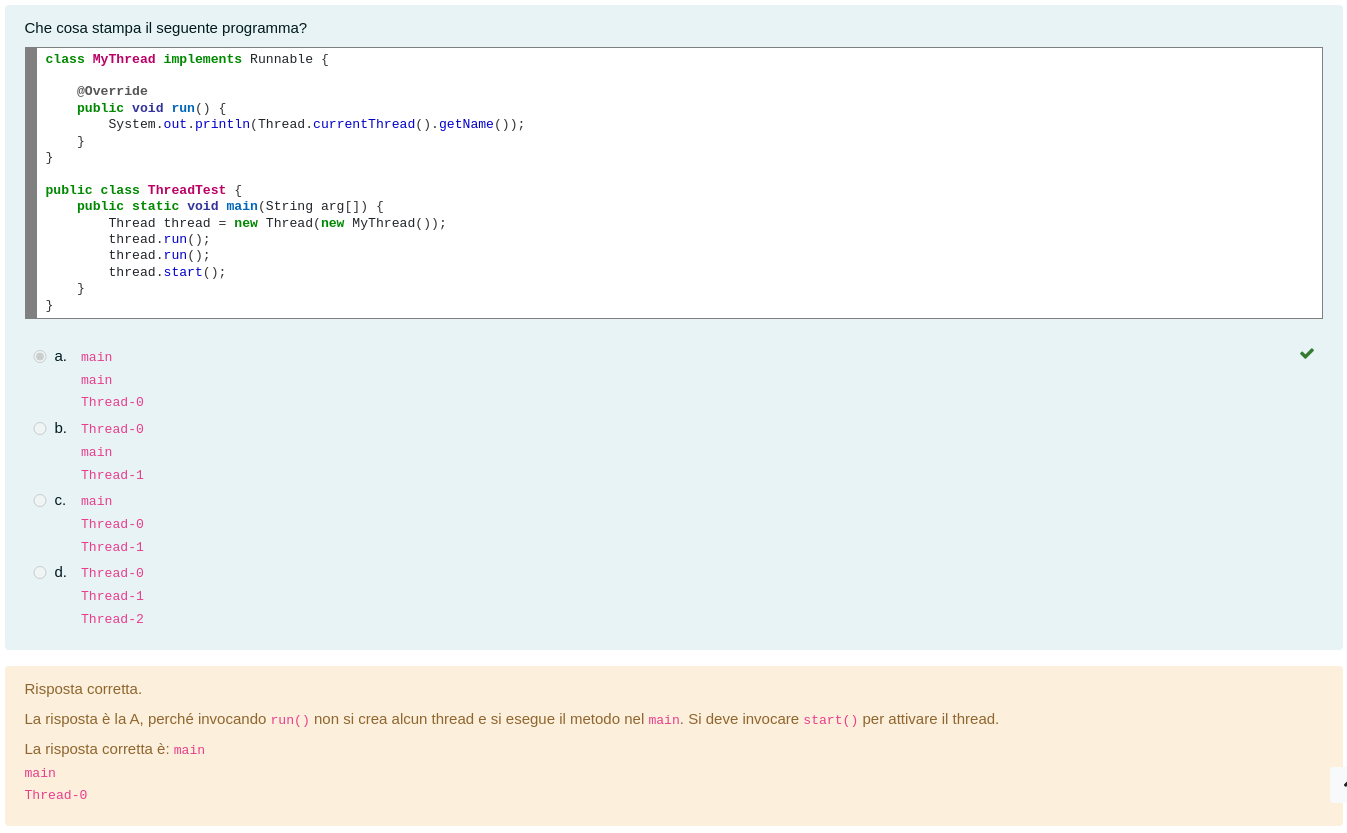 Che cosa stampa il seguente programma?
class MyThread implements Runnable {
    @Override
    public void run() {
        System.out.println(Thread.currentThread().getName());
    }
}
public class ThreadTest {
    public static void main(String arg[]) {
        Thread thread = new Thread(new MyThread());
        thread.run();
        thread.run();
        thread.start();
    }
}
a. main
main
Thread-0
b. Thread-0
main
Thread-1
c. main
Thread-0
Thread-1
d. Thread-0
Thread-1
Thread-2
Risposta corretta.
La risposta è la A, perché invocando run() non si crea alcun thread e si esegue il metodo nel main. Si deve invocare start() per attivare il thread.
La risposta corretta è: main
main
Thread-0